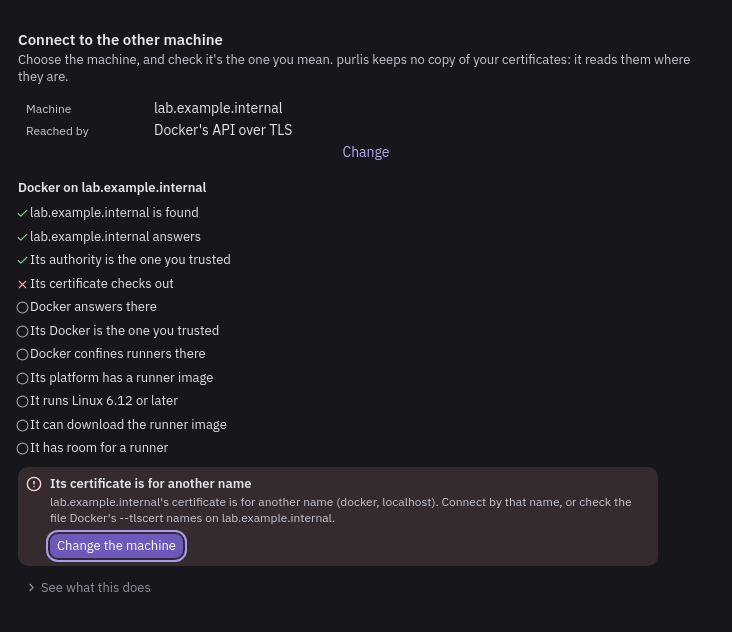 Connect to the other machine
Choose the machine, and check it's the one you mean. purlis keeps no copy of your certificates: it reads them where
they are.
Machine lab.example.internal
Reached by Docker's API over TLS
Change
Docker on lab.example.internal
lab.example.internal is found
lab.example.internal answers
Its authority is the one you trusted
Its certificate checks out
Docker answers there
Its Docker is the one you trusted
Docker confines runners there
Its platform has a runner image
It runs Linux 6.12 or later
It can download the runner image
It has room for a runner
Its certificate is for another name
lab.example.internal's certificate is for another name (docker, localhost). Connect by that name, or check the
file Docker's --tlscert names on lab.example.internal.
Change the machine
See what this does